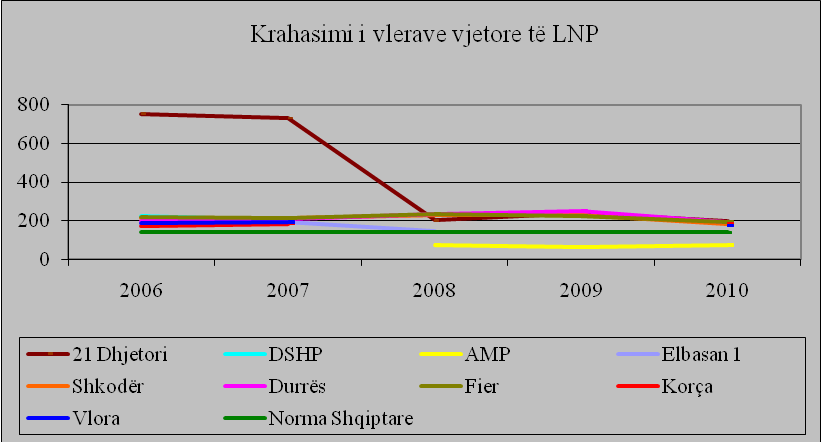 Krahasimi i vlerave vjetore të LNP
800
600
400
200
0
2006 2007 2008 2009 2010
21 Dhjetori DSHP AMP Elbasan 1
Shkodër Durrës Fier Korça
Vlora Norma Shqiptare